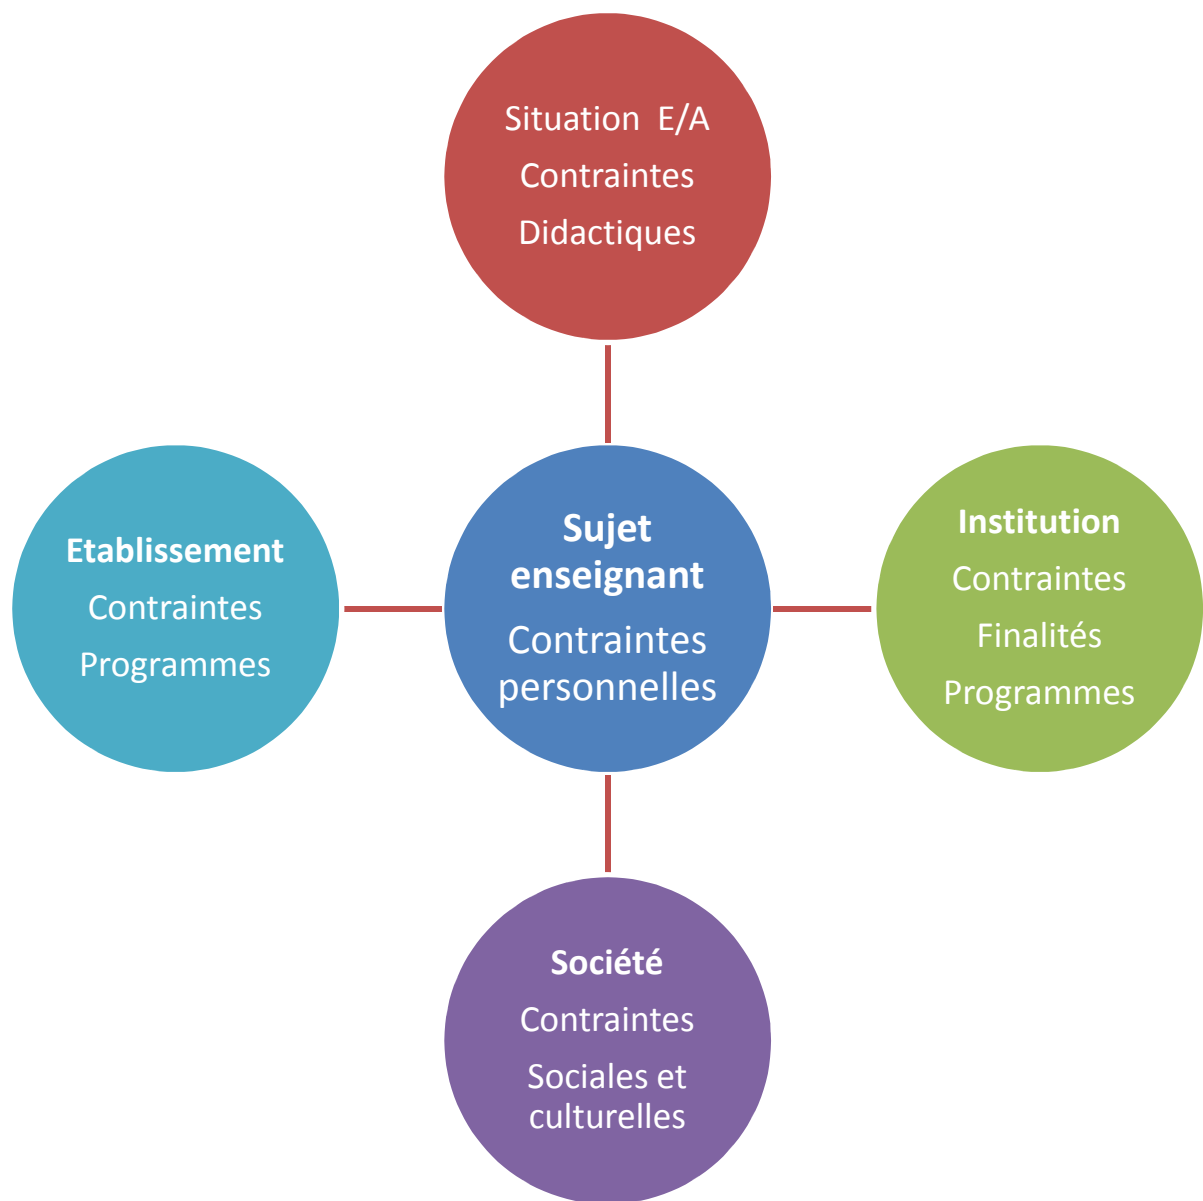 Situation  E/A
Contraintes
Didactiques
Etablissement
Contraintes
Programmes
Sujet
enseignant
Contraintes
personnelles
Institution
Contraintes
Finalités
Programmes
Société
Contraintes
Sociales et
culturelles